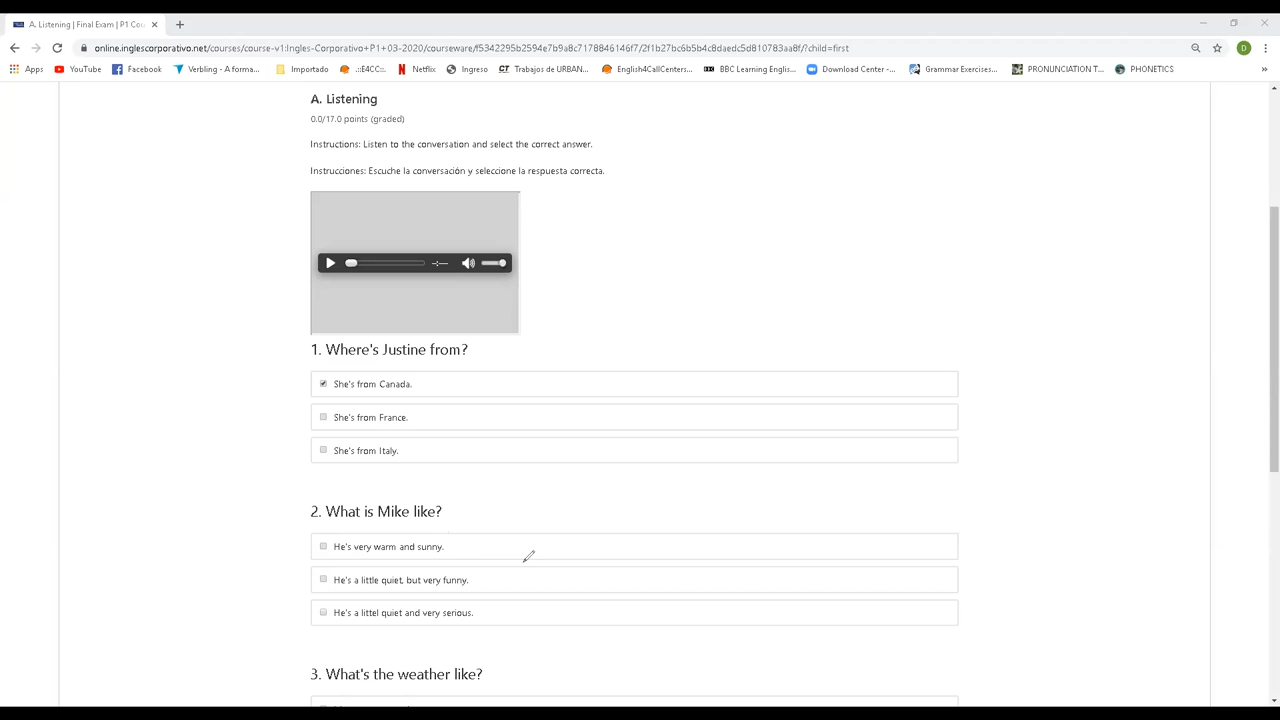 A. Listening | Final Exam | P1 Cou
online.inglescorporativo.net/courses/course-v1:Ingles-Corporativo+P1+03-2020/courseware/f5342295b2594e7b9a8c7178846146f7/2f1b27bc6b5b4c8daedc5d810783aa8f/?child=first
D
Apps YouTube Facebook Verbling - A forma... Importado .::E4CC::. Netflix Ingreso Trabajos de URBAN... English4CallCenters... BBC Learning Englis... Download Center -... Grammar Exercises... PRONUNCIATION T... PHONETICS »
A. Listening
0.0/17.0 points (graded)
Instructions: Listen to the conversation and select the correct answer.
Instrucciones: Escuche la conversación y seleccione la respuesta correcta.
-:--
1. Where's Justine from?
She's from Canada.
She's from France.
She's from Italy.
2. What is Mike like?
He's very warm and sunny.
He's a little quiet, but very funny.
He's a littel quiet and very serious.
3. What's the weather like?